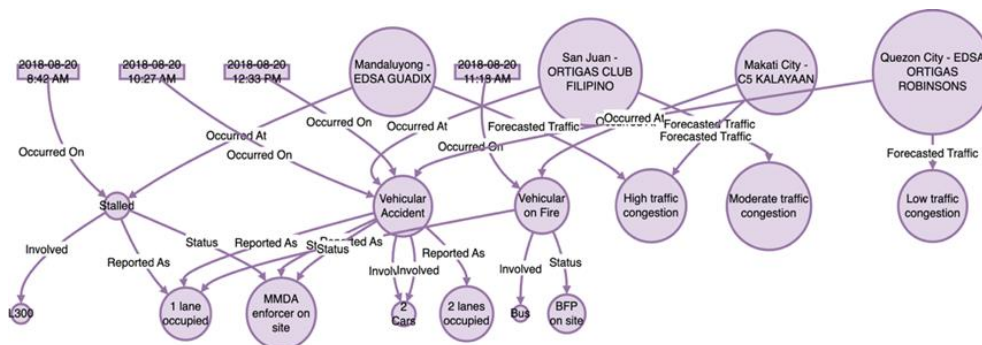 2018-08-20
8:42 AM
2018-08-20
10:27 AM
2018-08-20
12:33 PM
Mandaluyong -
EDSA GUADIX
2018-08-20
11:18 AM
San Juan -
ORTIGAS CLUB
FILIPINO
Makati City -
C5 KALAYAAN
Quezon City - EDSA
ORTIGAS
ROBINSONS
Occurred On
Occurred At
Occurred On
Occurred On
Occurred At
Occurred On
Forecasted Traffic
Occurred At
Forecasted Traffic
Forecasted Traffic
Forecasted Traffic
Stalled
Vehicular
Accident
Vehicular
on Fire
High traffic
congestion
Moderate traffic
congestion
Low traffic
congestion
Involved
Reported As
Status
Reported As
Status
Reported As
Involved
Involved
Reported As
Involved
Status
L300
1 lane
occupied
MMDA
enforcer on
site
2
Cars
2 lanes
occupied
Bus
BFP
on site